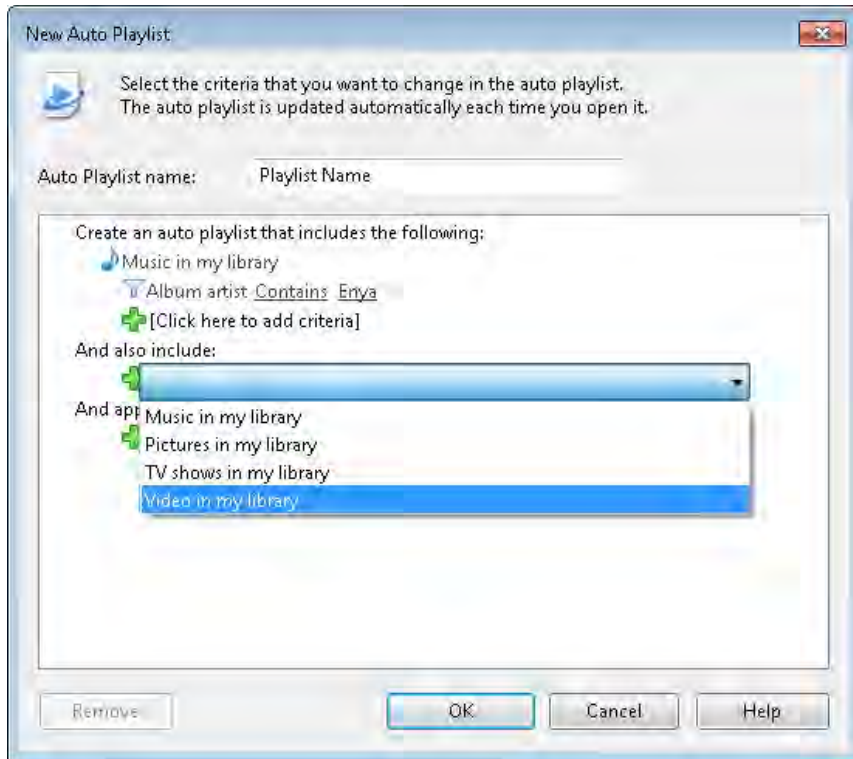 New Auto Playlist
Select the criteria that you want to change in the auto playlist.
The auto playlist is updated automatically each time you open it.
Auto Playlist name: Playlist Name
Create an auto playlist that includes the following:
Music in my library
Album artist Contains Enya
[Click here to add criteria]
And also include:
And app
Music in my library
Pictures in my library
TV shows in my library
Video in my library
Remove OK Cancel Help